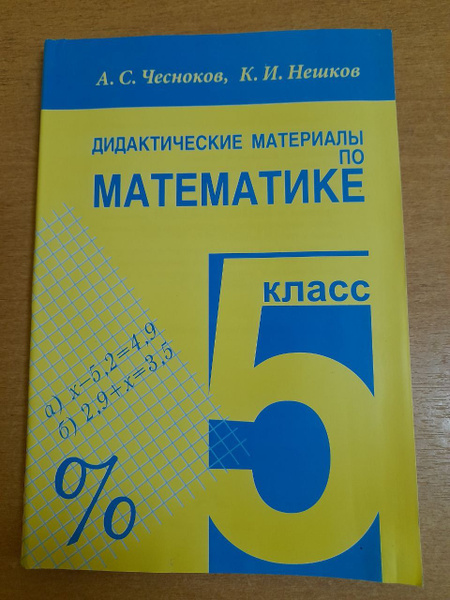 А. С. Чесноков, К. И. Нешков
ДИДАКТИЧЕСКИЕ МАТЕРИАЛЫ
ПО
МАТЕМАТИКЕ
класс
5
а) x−5,2=4,9
б) 2,9+x=3,5
%